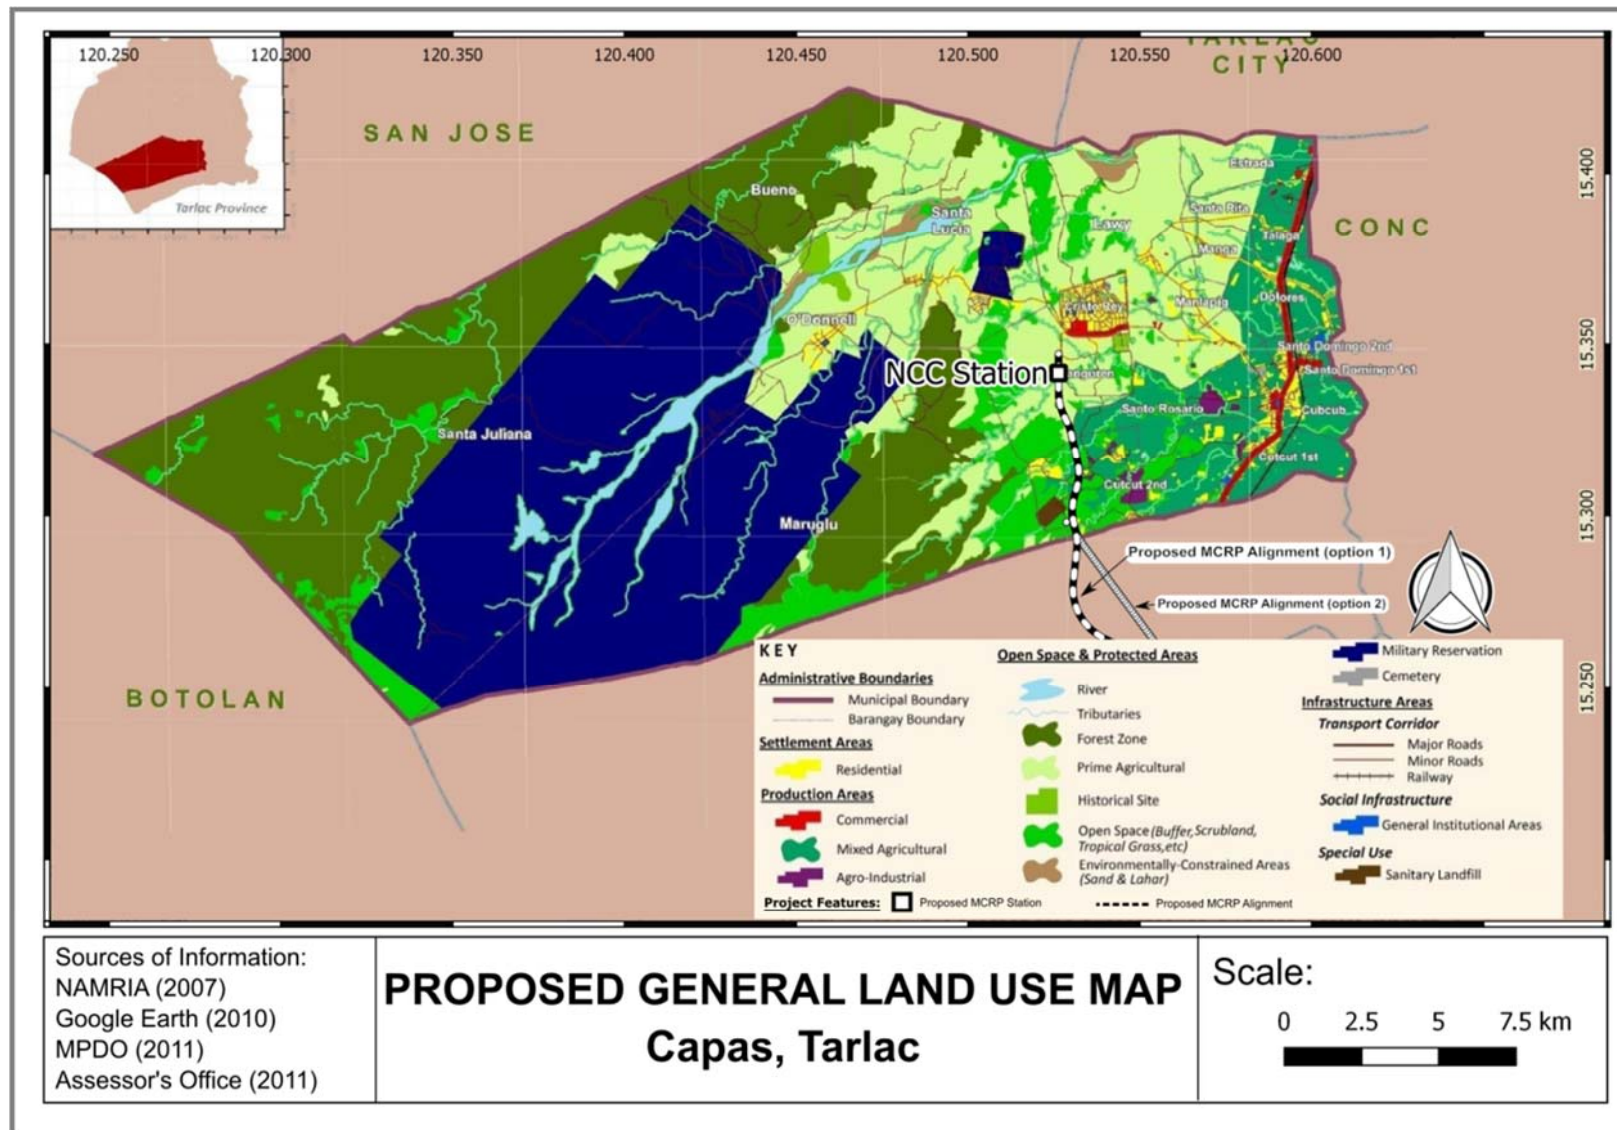 120.250
120.300
120.350
120.400
120.450
120.500
120.550
120.600
TARLAC
CITY
SAN JOSE
Tarlac Province
15.400
Bueno
Estrada
Santa
Lucia
Santa Rita
Lawy
CONC
Talaga
Manga
Dolores
Manlapig
Cristo Rey
O'Donnell
15.350
Santo Domingo 2nd
Santo Domingo 1st
NCC Station
Santo Rosario
Cubcub
Santa Juliana
Cutcut 1st
Cutcut 2nd
15.300
Maruglu
Proposed MCRP Alignment (option 1)
Proposed MCRP Alignment (option 2)
BOTOLAN
15.250
KEY
Administrative Boundaries
Municipal Boundary
Barangay Boundary
Settlement Areas
Residential
Production Areas
Commercial
Mixed Agricultural
Agro-Industrial
Open Space & Protected Areas
River
Tributaries
Forest Zone
Prime Agricultural
Historical Site
Open Space (Buffer,Scrubland,
Tropical Grass,etc)
Environmentally-Constrained Areas
(Sand & Lahar)
Military Reservation
Cemetery
Infrastructure Areas
Transport Corridor
Major Roads
Minor Roads
Railway
Social Infrastructure
General Institutional Areas
Special Use
Sanitary Landfill
Project Features:
Proposed MCRP Station
Proposed MCRP Alignment
Sources of Information:
NAMRIA (2007)
Google Earth (2010)
MPDO (2011)
Assessor's Office (2011)
PROPOSED GENERAL LAND USE MAP
Capas, Tarlac
Scale:
0 2.5 5 7.5 km